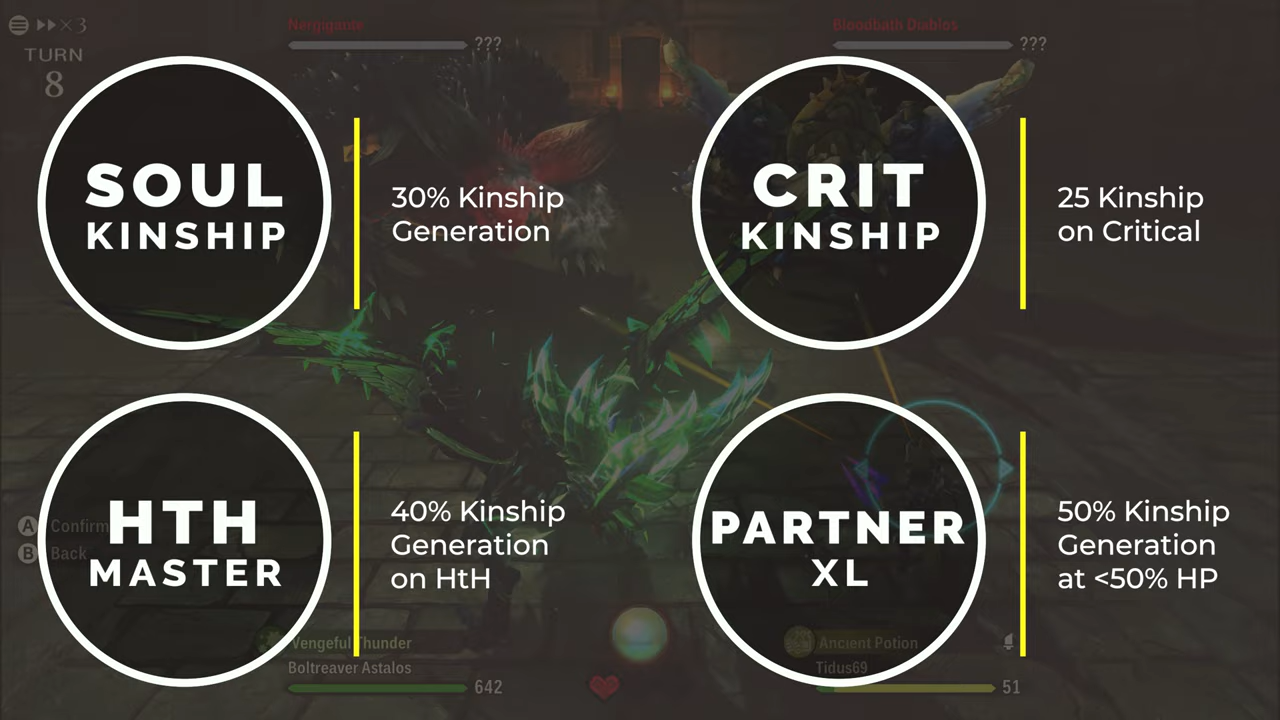 ×3
TURN
8
Nergigante
???
Bloodbath Diablos
???
SOUL
KINSHIP
30% Kinship
Generation
CRIT
KINSHIP
25 Kinship
on Critical
HTH
MASTER
40% Kinship
Generation
on HtH
PARTNER
XL
50% Kinship
Generation
at <50% HP
A Confirm
B Back
Vengeful Thunder
Boltreaver Astalos
642
Ancient Potion
Tidus69
51